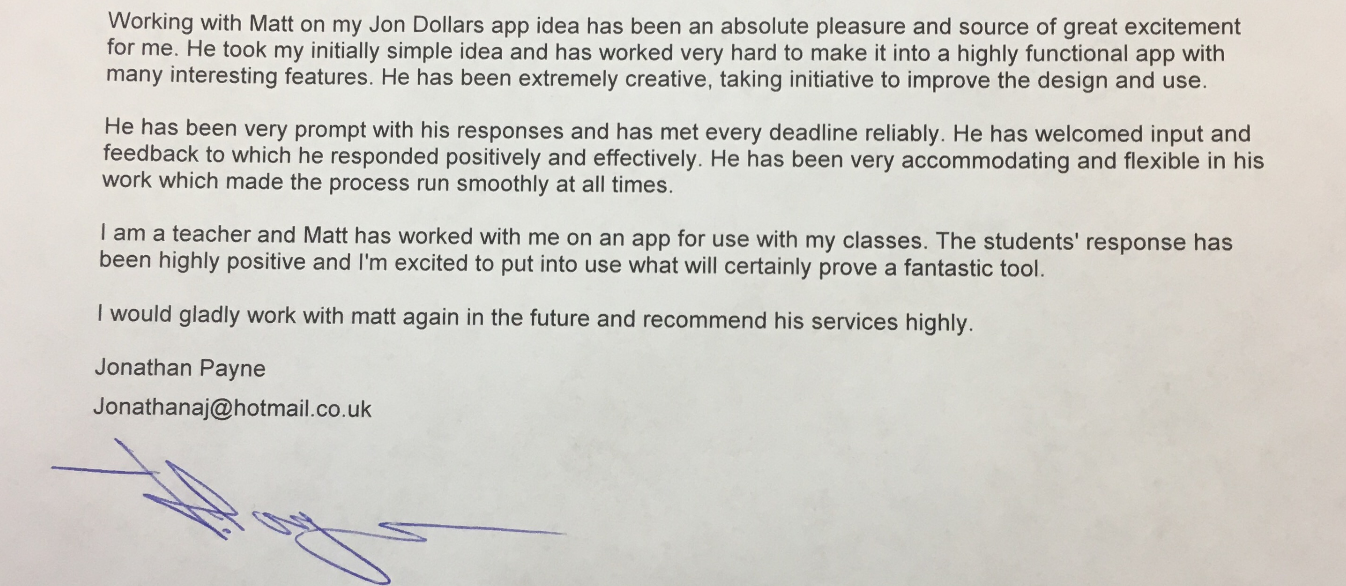 Working with Matt on my Jon Dollars app idea has been an absolute pleasure and source of great excitement
for me. He took my initially simple idea and has worked very hard to make it into a highly functional app with
many interesting features. He has been extremely creative, taking initiative to improve the design and use.
He has been very prompt with his responses and has met every deadline reliably. He has welcomed input and
feedback to which he responded positively and effectively. He has been very accommodating and flexible in his
work which made the process run smoothly at all times.
I am a teacher and Matt has worked with me on an app for use with my classes. The students' response has
been highly positive and I'm excited to put into use what will certainly prove a fantastic tool.
I would gladly work with matt again in the future and recommend his services highly.
Jonathan Payne
Jonathanaj@hotmail.co.uk